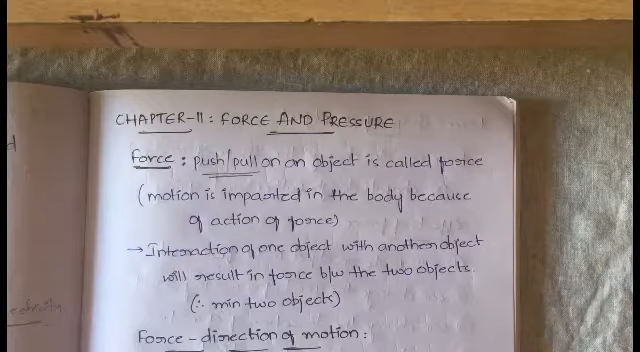 CHAPTER-11: FORCE AND PRESSURE
Force: push/pull on an object is called force
(motion is imparted in the body because
of action of force)
→ Interaction of one object with another object
will result in force b/w the two objects.
(∴ min two objects)
Force - direction of motion: